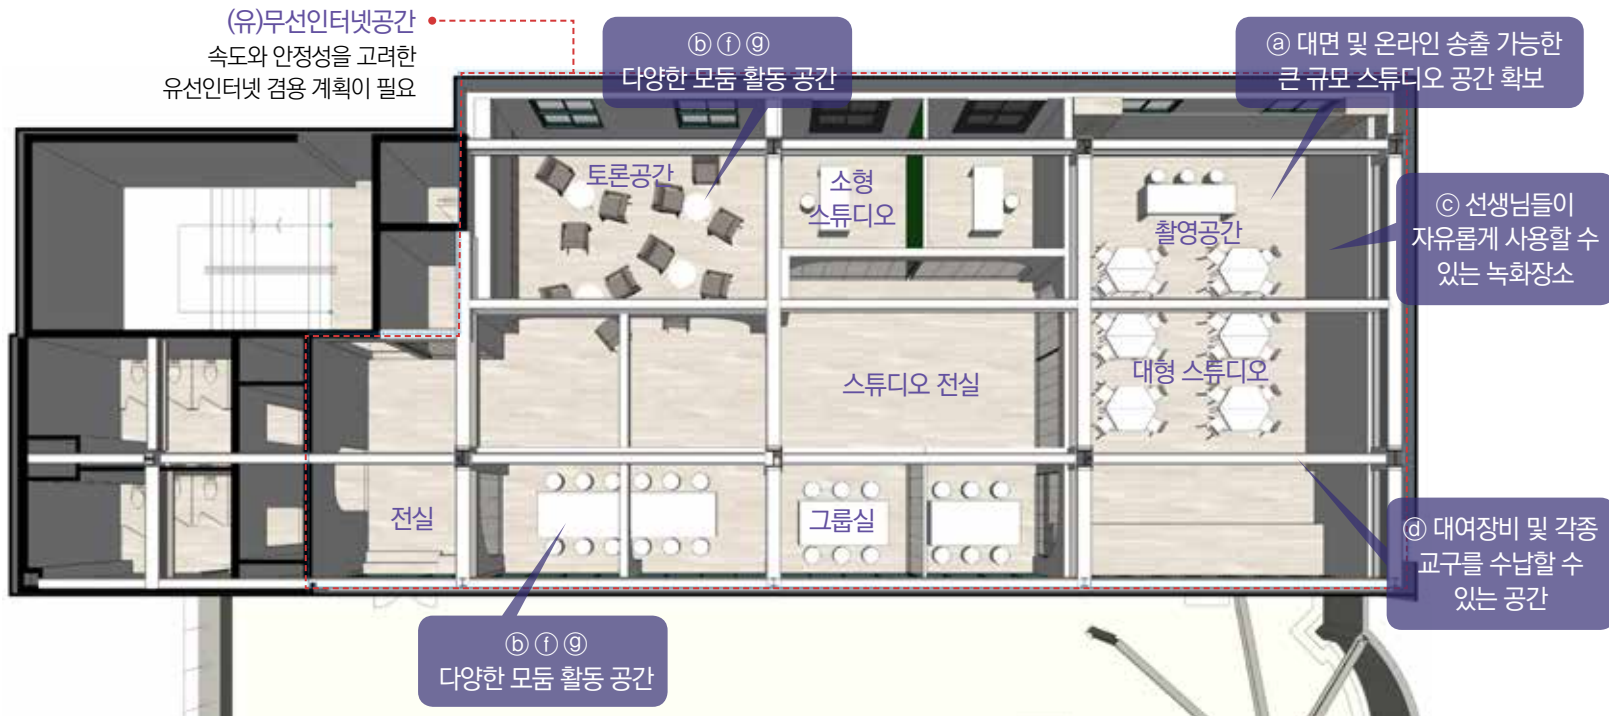 (유)무선인터넷공간
속도와 안정성을 고려한
유선인터넷 겸용 계획이 필요
ⓑ ⓕ ⓖ
다양한 모둠 활동 공간
ⓐ 대면 및 온라인 송출 가능한
큰 규모 스튜디오 공간 확보
토론공간
소형
스튜디오
촬영공간
ⓒ 선생님들이
자유롭게 사용할 수
있는 녹화장소
스튜디오 전실
대형 스튜디오
전실
그룹실
ⓓ 대여장비 및 각종
교구를 수납할 수
있는 공간
ⓑ ⓕ ⓖ
다양한 모둠 활동 공간